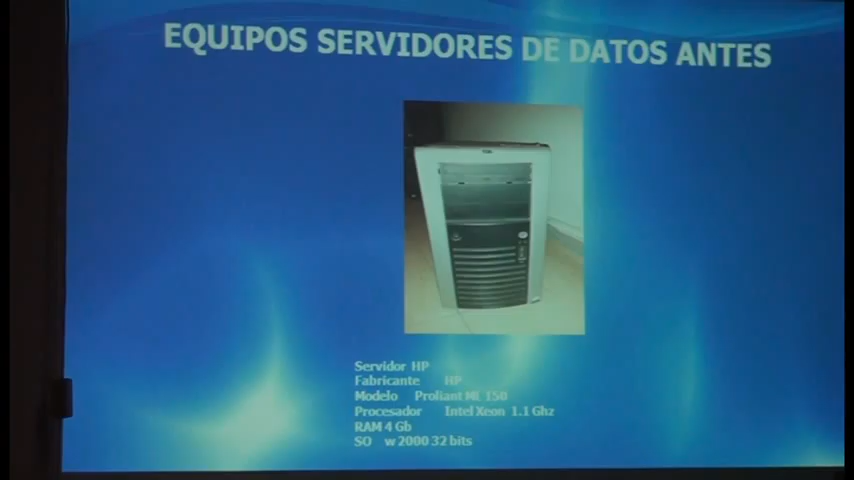 EQUIPOS SERVIDORES DE DATOS ANTES
Servidor HP
Fabricante HP
Modelo Proliant ML 150
Procesador Intel Xeon 1.1 Ghz
RAM 4 Gb
SO w 2000 32 bits